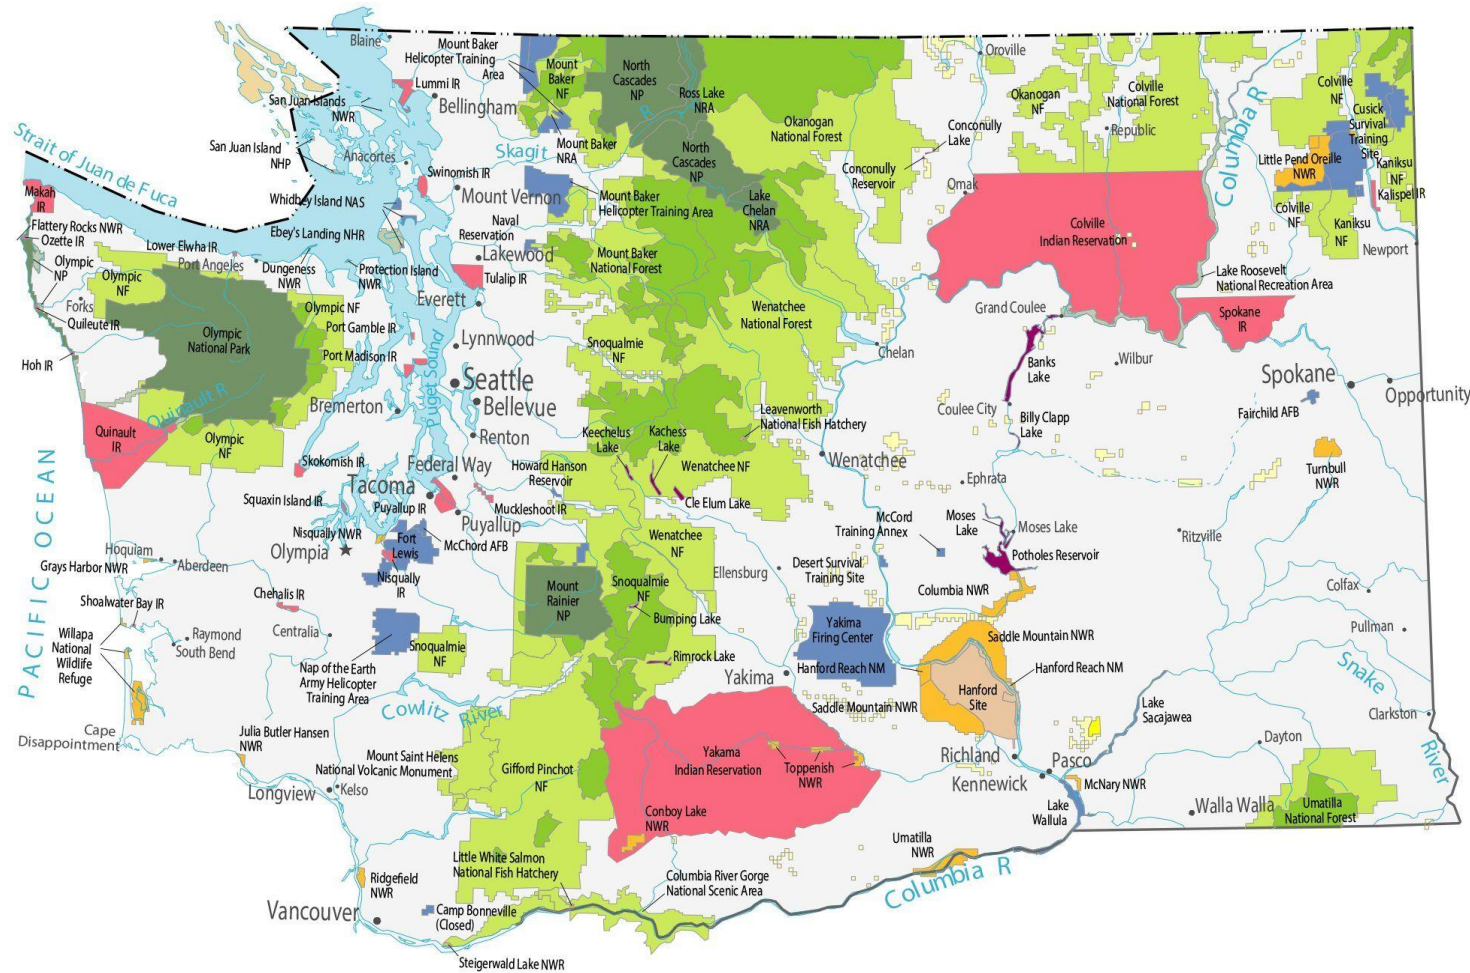 Blaine
Mount Baker
Helicopter Training
Area
Mount
Baker
NF
North
Cascades
NP
Ross Lake
NRA
Oroville
Okanogan
NF
Colville
National Forest
Columbia R
Colville
NF
Cusick
Survival
Training
Site
Lummi IR
Bellingham
San Juan Islands
NWR
San Juan Island
NHP
Strait of Juan de Fuca
Anacortes
Skagit
R
Mount Baker
NRA
North
Cascades
NP
Okanogan
National Forest
Conconully
Lake
Conconully
Reservoir
Republic
Little Pend Oreille
NWR
Kaniksu
NF
Kalispel IR
Makah
IR
Swinomish IR
Mount Vernon
Whidbey Island NAS
Mount Baker
Helicopter Training Area
Lake
Chelan
NRA
Omak
Colville
Indian Reservation
Colville
NF
Kaniksu
NF
Newport
Flattery Rocks NWR
Ozette IR
Olympic
NP
Lower Elwha IR
Port Angeles
Ebey's Landing NHR
Naval
Reservation
Lakewood
Mount Baker
National Forest
Olympic
NF
Dungeness
NWR
Protection Island
NWR
Tulalip IR
Everett
Lake Roosevelt
National Recreation Area
Forks
Quileute IR
Olympic NF
Port Gamble IR
Wenatchee
National Forest
Grand Coulee
Spokane
IR
Olympic
National Park
Port Madison IR
Lynnwood
Snoqualmie
NF
Chelan
Banks
Lake
Wilbur
Hoh IR
Puget Sound
Seattle
Bellevue
Spokane
Opportunity
Quinault R
Bremerton
Leavenworth
National Fish Hatchery
Coulee City
Billy Clapp
Lake
Fairchild AFB
Quinault
IR
Olympic
NF
Renton
Keechelus
Lake
Kachess
Lake
Wenatchee
Skokomish IR
Federal Way
Howard Hanson
Reservoir
Wenatchee NF
Turnbull
NWR
PACIFIC OCEAN
Squaxin Island IR
Tacoma
Puyallup IR
Muckleshoot IR
Cle Elum Lake
Ephrata
Puyallup
McCord
Training Annex
Moses
Lake
Moses Lake
Nisqually NWR
Olympia
Fort
Lewis
McChord AFB
Wenatchee
NF
Ritzville
Hoquiam
Aberdeen
Grays Harbor NWR
Potholes Reservoir
Nisqually
IR
Mount
Rainier
NP
Snoqualmie
NF
Ellensburg
Desert Survival
Training Site
Columbia NWR
Colfax
Shoalwater Bay IR
Chehalis IR
Bumping Lake
Yakima
Firing Center
Saddle Mountain NWR
Pullman
Willapa
National
Wildlife
Refuge
Raymond
South Bend
Centralia
Snoqualmie
NF
Rimrock Lake
Hanford Reach NM
Hanford Reach NM
Snake
River
Nap of the Earth
Army Helicopter
Training Area
Yakima
Hanford
Site
Cowlitz River
Saddle Mountain NWR
Lake
Sacajawea
Clarkston
Cape
Disappointment
Julia Butler Hansen
NWR
Mount Saint Helens
National Volcanic Monument
Gifford Pinchot
NF
Yakama
Indian Reservation
Toppenish
NWR
Richland
Pasco
Kennewick
Dayton
Longview
Kelso
McNary NWR
Lake
Wallula
Walla Walla
Umatilla
National Forest
Conboy Lake
NWR
Umatilla
NWR
Little White Salmon
National Fish Hatchery
Columbia River Gorge
National Scenic Area
Columbia R
Ridgefield
NWR
Vancouver
Camp Bonneville
(Closed)
Steigerwald Lake NWR